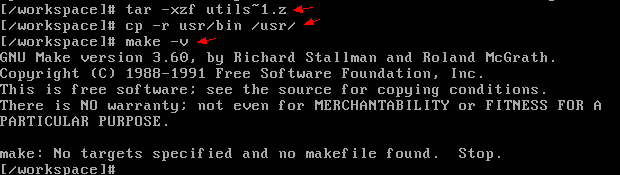 [/workspace]# tar -xzf utils~1.z
[/workspace]# cp -r usr/bin /usr/
[/workspace]# make -v
GNU Make version 3.60, by Richard Stallman and Roland McGrath.
Copyright (C) 1988-1991 Free Software Foundation, Inc.
This is free software; see the source for copying conditions.
There is NO warranty; not even for MERCHANTABILITY or FITNESS FOR A
PARTICULAR PURPOSE.
make: No targets specified and no makefile found.  Stop.
[/workspace]#